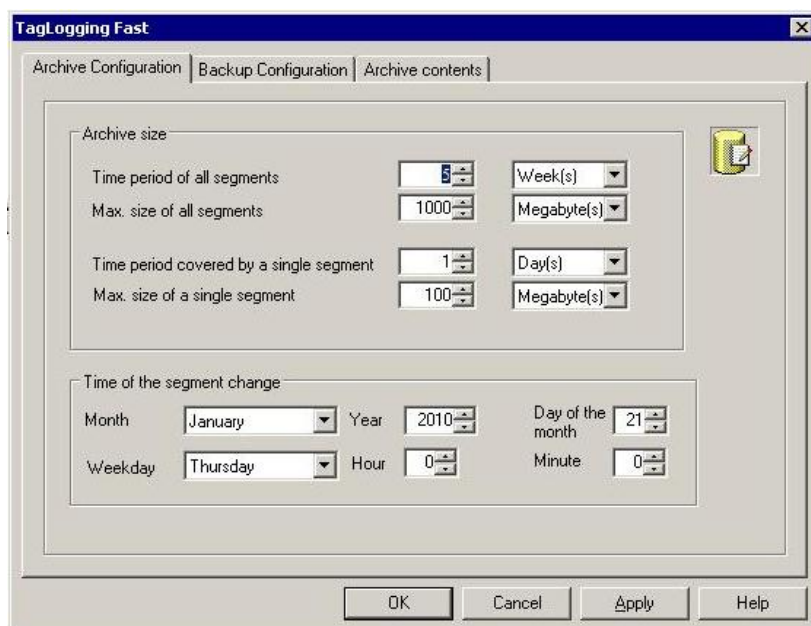 TagLogging Fast
Archive Configuration Backup Configuration Archive contents
Archive size
Time period of all segments 5 Week(s)
Max. size of all segments 1000 Megabyte(s)
Time period covered by a single segment 1 Day(s)
Max. size of a single segment 100 Megabyte(s)
Time of the segment change
Month January Year 2010 Day of the month 21
Weekday Thursday Hour 0 Minute 0
OK Cancel Apply Help